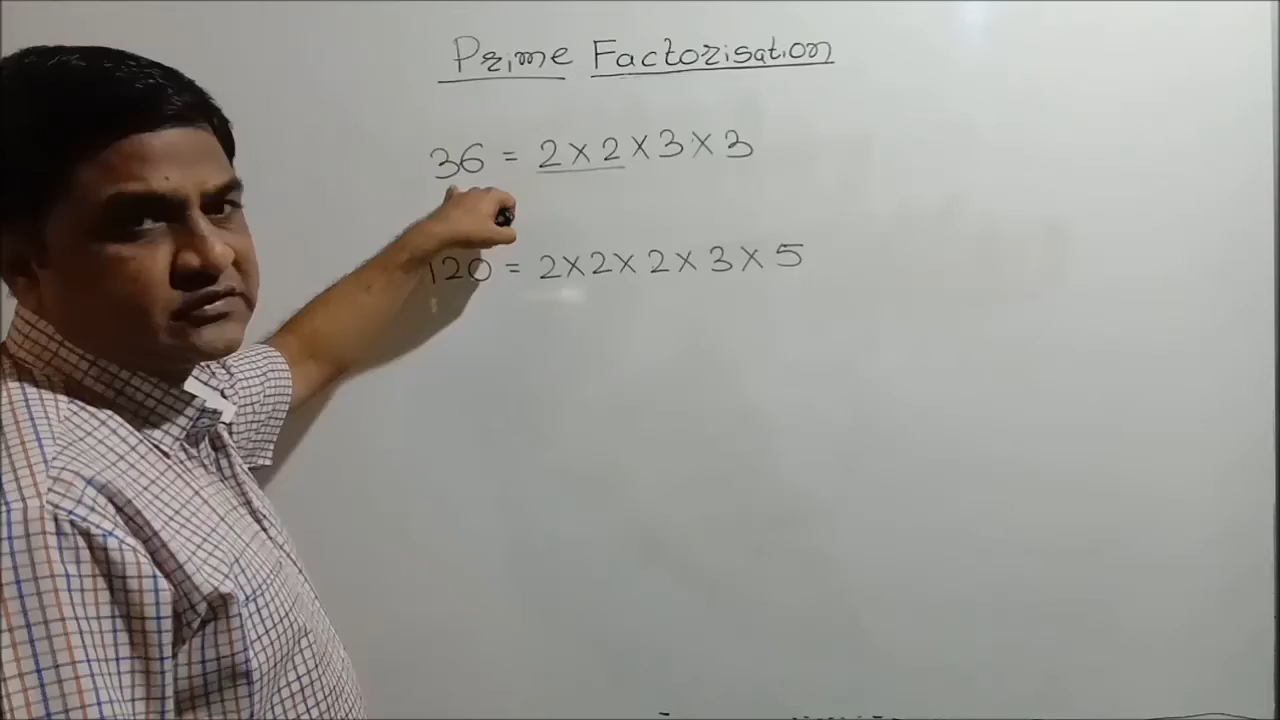 Prime Factorisation
36 = 2 × 2 × 3 × 3
120 = 2 × 2 × 2 × 3 × 5